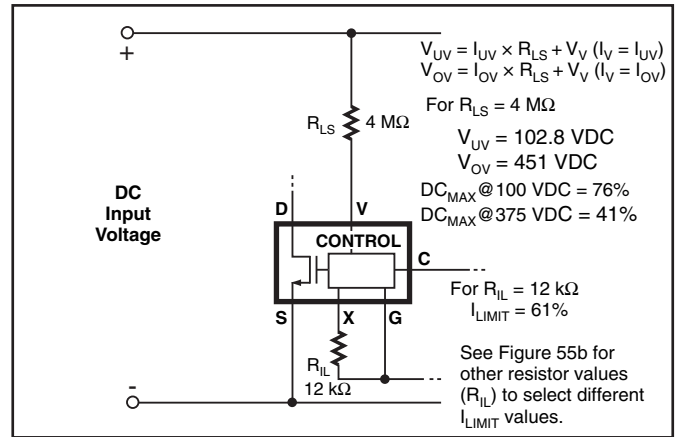 +
V_UV = I_UV × R_LS + V_V (I_V = I_UV)
V_OV = I_OV × R_LS + V_V (I_V = I_OV)
For R_LS = 4 MΩ
R_LS 4 MΩ
V_UV = 102.8 VDC
V_OV = 451 VDC
DC_MAX @100 VDC = 76%
DC_MAX @375 VDC = 41%
DC
Input
Voltage
D V
CONTROL
C
For R_IL = 12 kΩ
I_LIMIT = 61%
S X G
R_IL
12 kΩ
See Figure 55b for
other resistor values
(R_IL) to select different
I_LIMIT values.
-